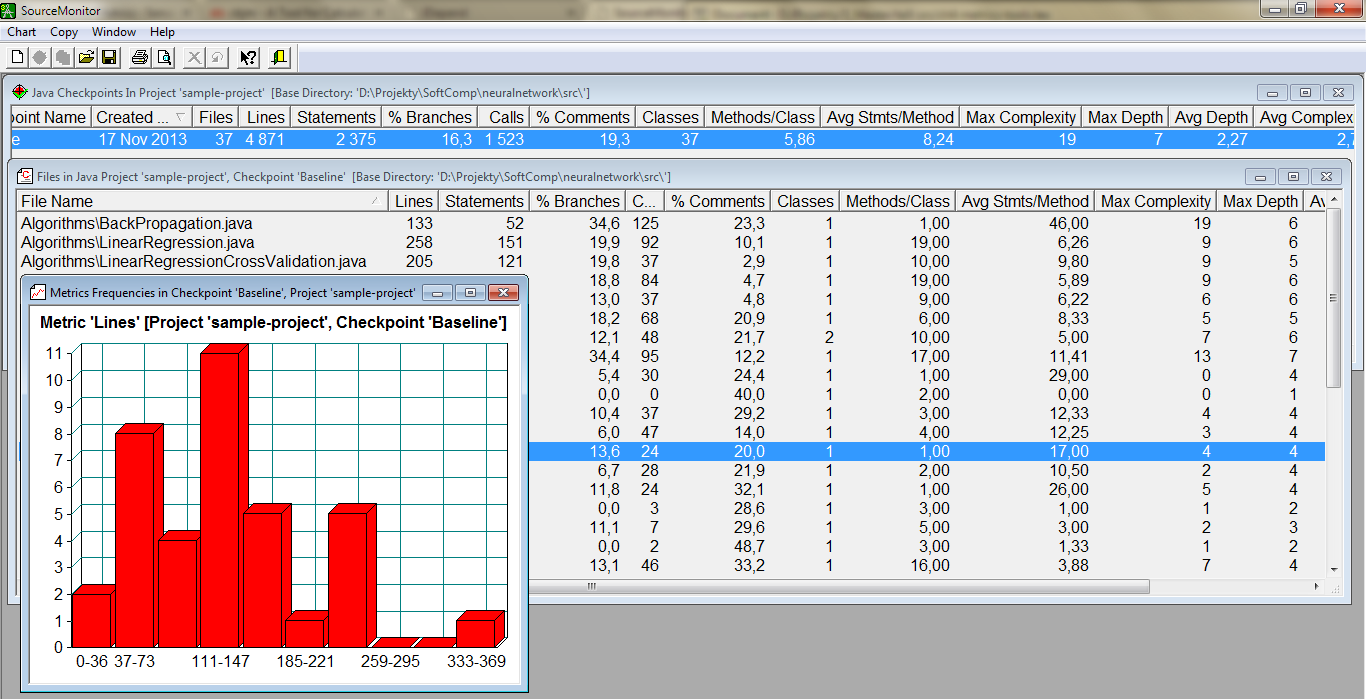 SourceMonitor
Chart Copy Window Help
Java Checkpoints In Project 'sample-project' [Base Directory: 'D:\Projekty\SoftComp\neuralnetwork\src\']
oint Name Created ... Files Lines Statements % Branches Calls % Comments Classes Methods/Class Avg Stmts/Method Max Complexity Max Depth Avg Depth Avg Complex
e 17 Nov 2013 37 4 871 2 375 16,3 1 523 19,3 37 5,86 8,24 19 7 2,27 2,7
Files in Java Project 'sample-project', Checkpoint 'Baseline' [Base Directory: 'D:\Projekty\SoftComp\neuralnetwork\src\']
File Name Lines Statements % Branches C... % Comments Classes Methods/Class Avg Stmts/Method Max Complexity Max Depth Av
Algorithms\BackPropagation.java 133 52 34,6 125 23,3 1 1,00 46,00 19 6
Algorithms\LinearRegression.java 258 151 19,9 92 10,1 1 19,00 6,26 9 6
Algorithms\LinearRegressionCrossValidation.java 205 121 19,8 37 2,9 1 10,00 9,80 9 5
18,8 84 4,7 1 19,00 5,89 9 6
13,0 37 4,8 1 9,00 6,22 6 6
18,2 68 20,9 1 6,00 8,33 5 5
12,1 48 21,7 2 10,00 5,00 7 6
34,4 95 12,2 1 17,00 11,41 13 7
5,4 30 24,4 1 1,00 29,00 0 4
0,0 0 40,0 1 2,00 0,00 0 1
10,4 37 29,2 1 3,00 12,33 4 4
6,0 47 14,0 1 4,00 12,25 3 4
13,6 24 20,0 1 1,00 17,00 4 4
6,7 28 21,9 1 2,00 10,50 2 4
11,8 24 32,1 1 1,00 26,00 5 4
0,0 3 28,6 1 3,00 1,00 1 2
11,1 7 29,6 1 5,00 3,00 2 3
0,0 2 48,7 1 3,00 1,33 1 2
13,1 46 33,2 1 16,00 3,88 7 4
Metrics Frequencies in Checkpoint 'Baseline', Project 'sample-project'
Metric 'Lines' [Project 'sample-project', Checkpoint 'Baseline']
11
10
9
8
7
6
5
4
3
2
1
0
0-36 37-73 111-147 185-221 259-295 333-369